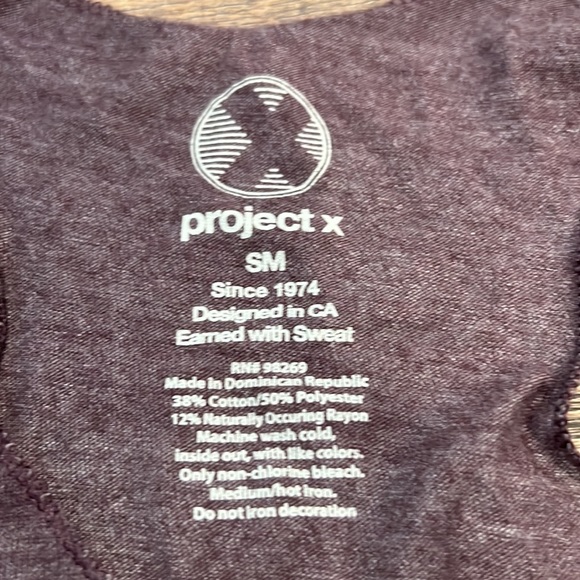 project x
SM
Since 1974
Designed in CA
Earned with Sweat
RN# 98269
Made in Dominican Republic
38% Cotton/50% Polyester
12% Naturally Occuring Rayon
Machine wash cold,
inside out, with like colors.
Only non-chlorine bleach.
Medium/hot iron.
Do not iron decoration